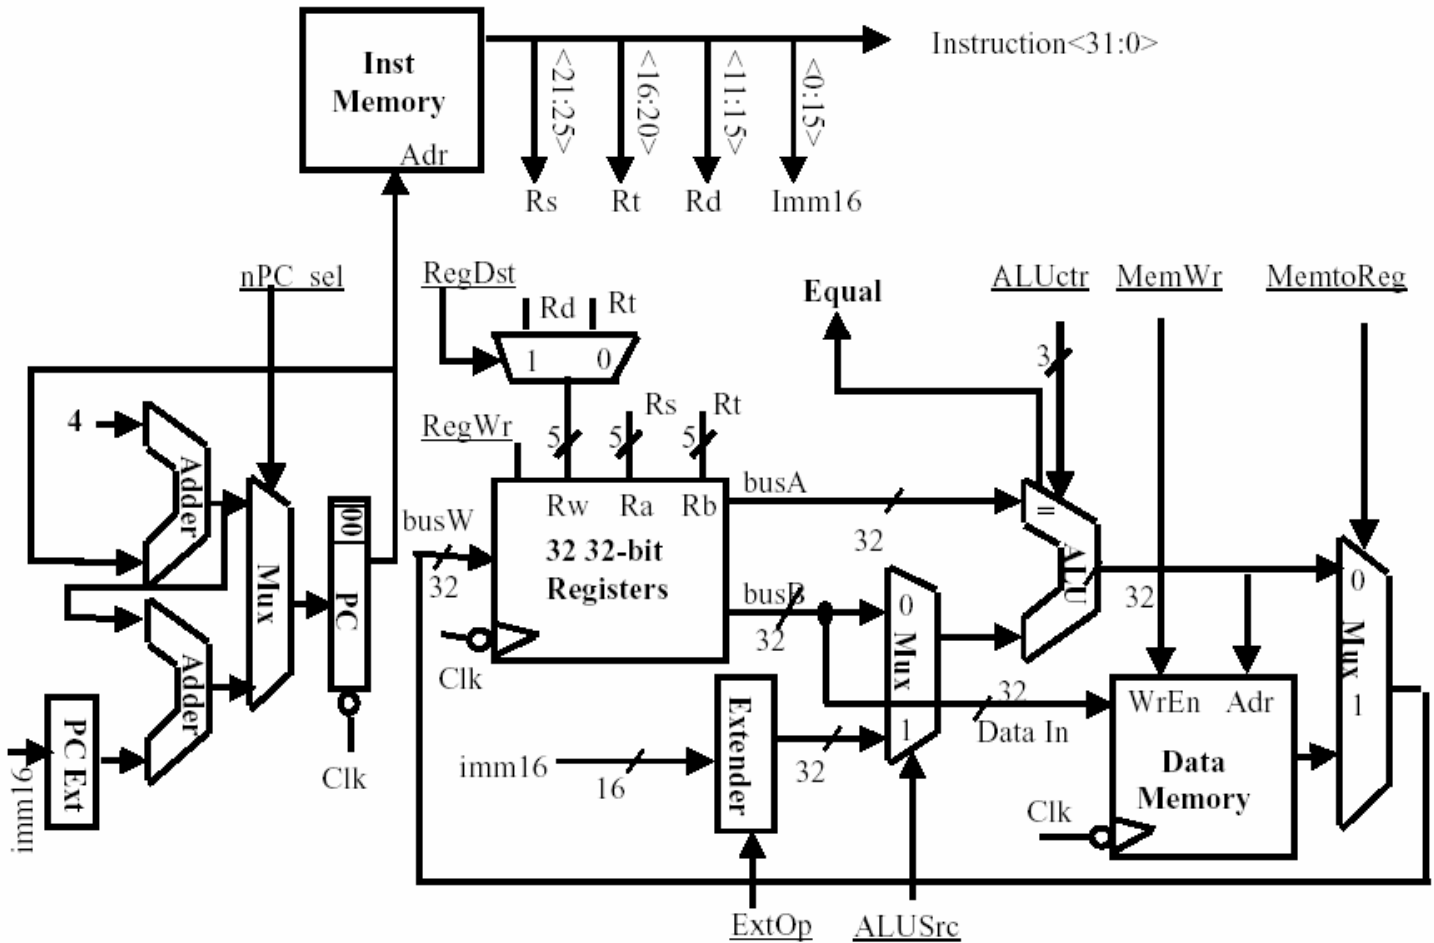 Inst
Memory
Adr
Instruction<31:0>
<21:25>
<16:20>
<11:15>
<0:15>
Rs
Rt
Rd
Imm16
nPC_sel
RegDst
Rd
Rt
1
0
Equal
ALUctr
MemWr
MemtoReg
3
4
Adder
RegWr
5
5
5
Rs
Rt
busW
32
Rw
Ra
Rb
32 32-bit
Registers
busA
32
busB
32
=
ALU
32
0
Mux
1
Mux
00
PC
Clk
Clk
0
Mux
1
Adder
PC Ext
imm16
imm16
16
Extender
32
32
Data In
WrEn
Adr
Data
Memory
Clk
ExtOp
ALUSrc